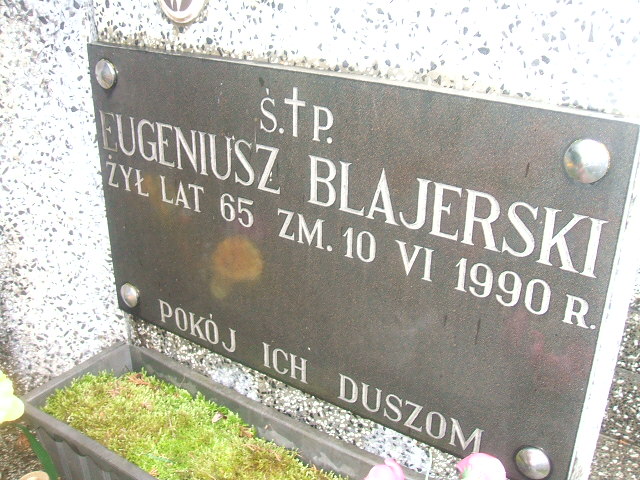 Ś.†P.
EUGENIUSZ BLAJERSKI
ŻYŁ LAT 65 ZM. 10 VI 1990 R.
POKÓJ ICH DUSZOM